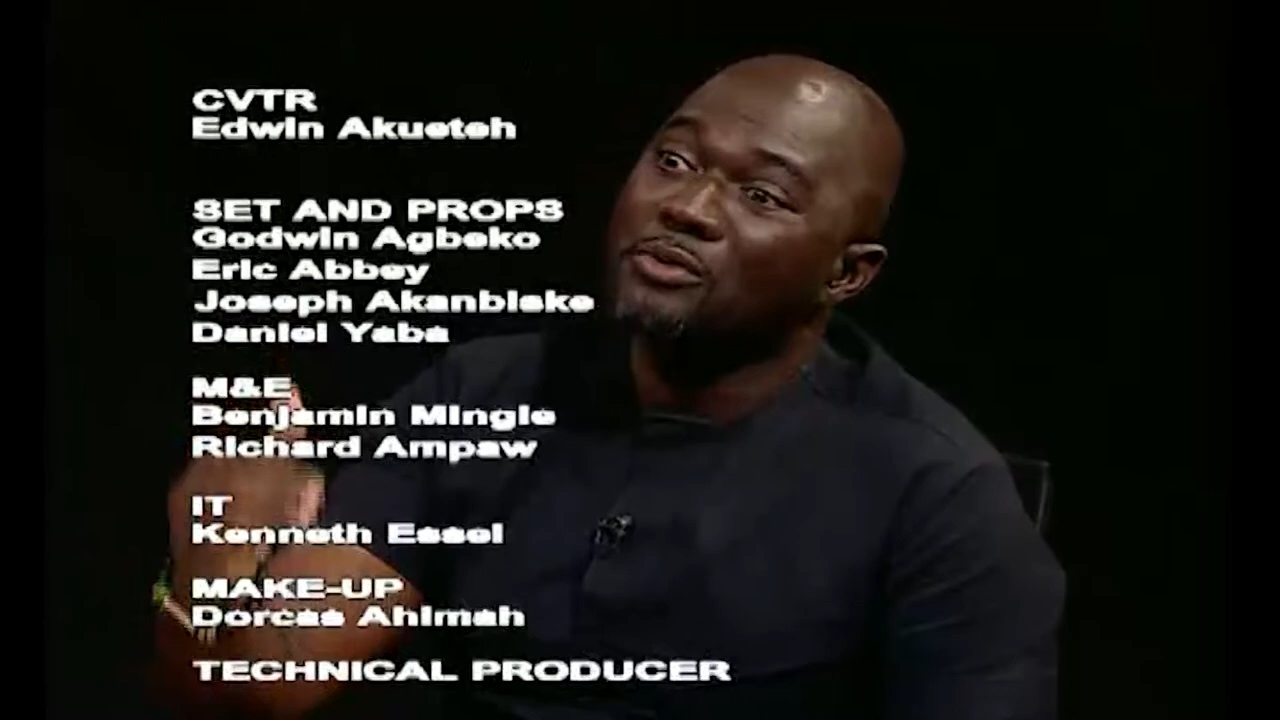 CVTR
Edwin Akueteh
SET AND PROPS
Godwin Agbeko
Eric Abbey
Joseph Akanbiake
Daniel Yaba
M&E
Benjamin Mingle
Richard Ampaw
IT
Kenneth Essel
MAKE-UP
Dorcas Ahimah
TECHNICAL PRODUCER